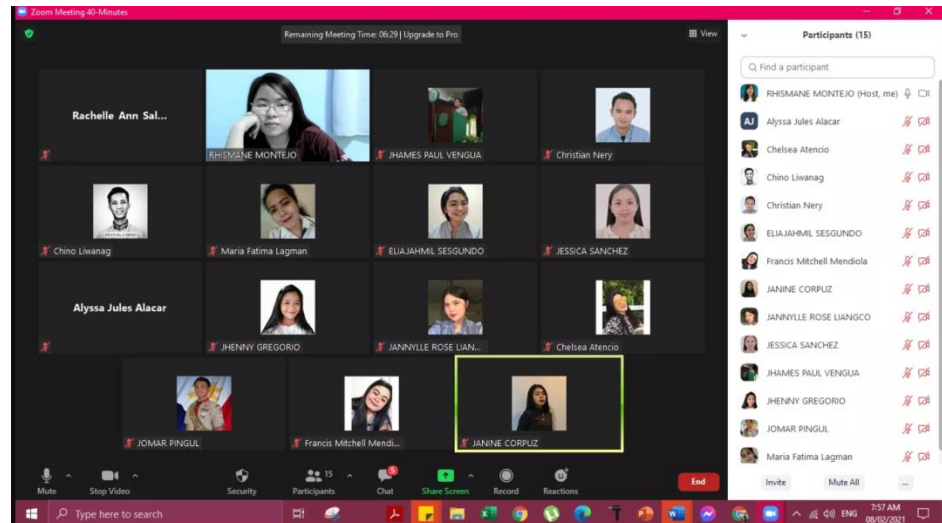 Zoom Meeting 40-Minutes
Remaining Meeting Time: 06:29 | Upgrade to Pro
View
Rachelle Ann Sal...
RHISMANE MONTEJO
JHAMES PAUL VENGUA
Christian Nery
Chino Liwanag
Maria Fatima Lagman
ELIAJAHMIL SESGUNDO
JESSICA SANCHEZ
Alyssa Jules Alacar
JHENNY GREGORIO
JANNYLLE ROSE LIAN...
Chelsea Atencio
JOMAR PINGUL
Francis Mitchell Mendi...
JANINE CORPUZ
Mute
Stop Video
Security
Participants
15
Chat
5
Share Screen
Record
Reactions
End
Participants (15)
Find a participant
RHISMANE MONTEJO (Host, me)
AJ Alyssa Jules Alacar
Chelsea Atencio
Chino Liwanag
Christian Nery
ELIAJAHMIL SESGUNDO
Francis Mitchell Mendiola
JANINE CORPUZ
JANNYLLE ROSE LIANGCO
JESSICA SANCHEZ
JHAMES PAUL VENGUA
JHENNY GREGORIO
JOMAR PINGUL
Maria Fatima Lagman
Invite
Mute All
...
Type here to search
ENG
7:57 AM
08/02/2021